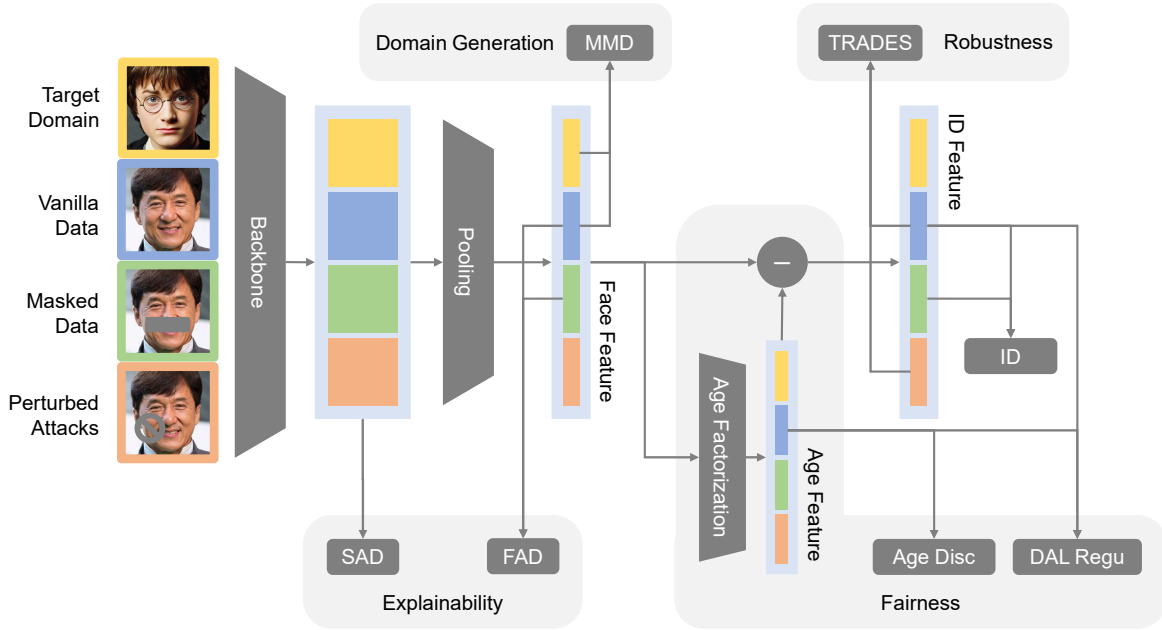 Domain Generation
MMD
TRADES
Robustness
Target
Domain
Vanilla
Data
Masked
Data
Perturbed
Attacks
Backbone
Pooling
Face Feature
ID Feature
−
ID
Age Factorization
Age Feature
SAD
FAD
Explainability
Age Disc
DAL Regu
Fairness